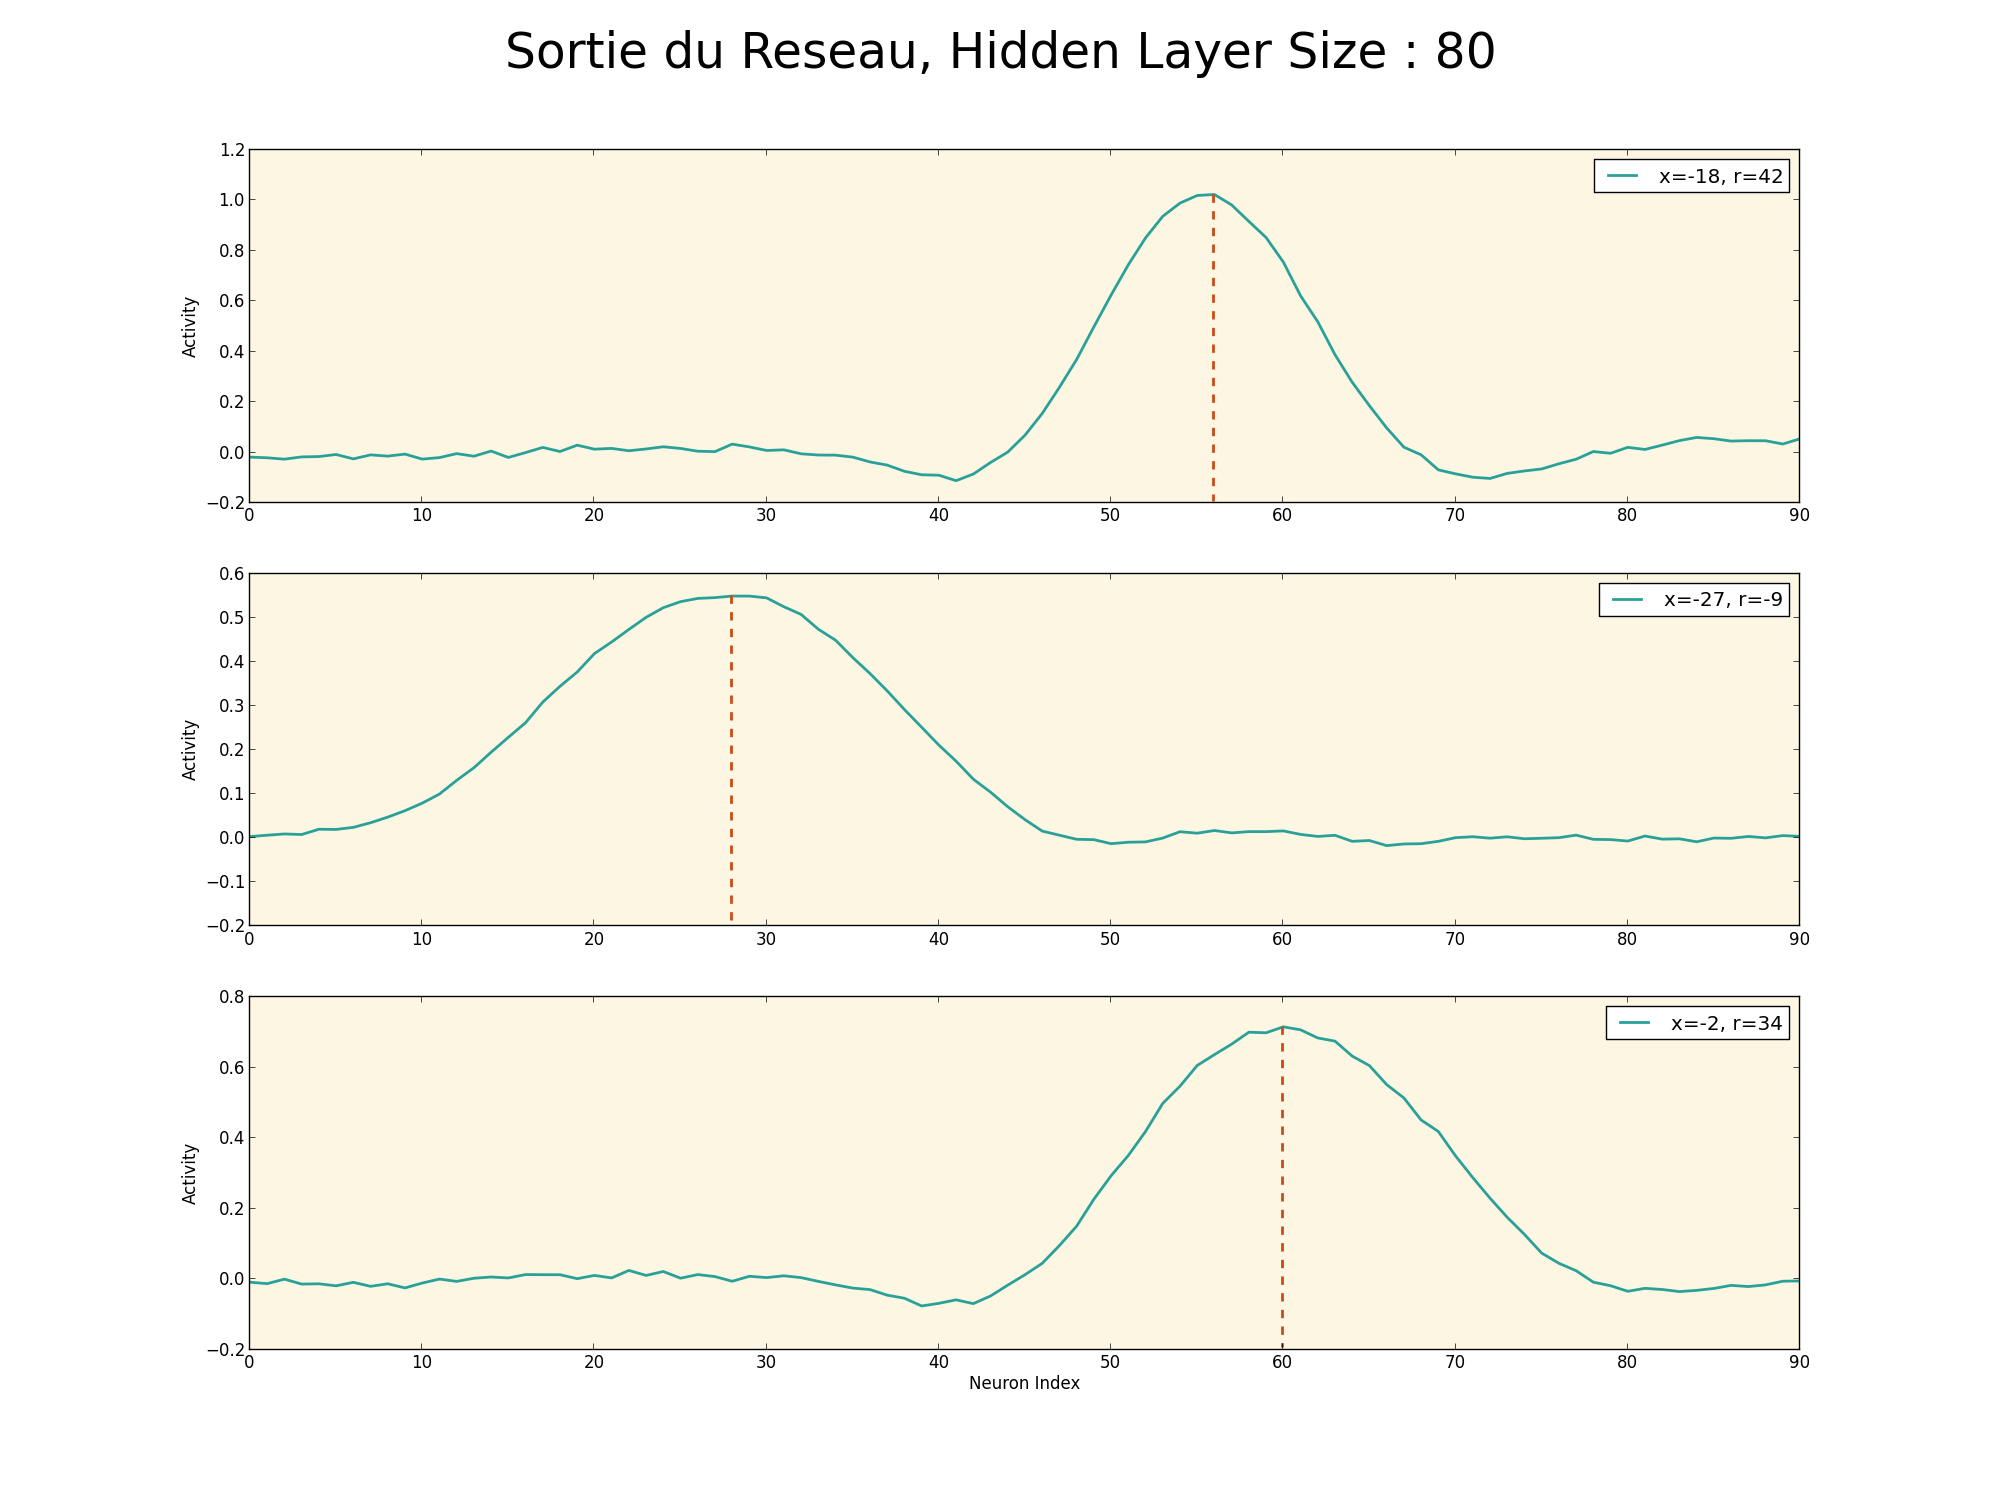 Sortie du Reseau, Hidden Layer Size : 80
1.2
1.0
0.8
0.6
0.4
0.2
0.0
−0.2
Activity
x=-18, r=42
0 10 20 30 40 50 60 70 80 90
0.6
0.5
0.4
0.3
0.2
0.1
0.0
−0.1
−0.2
Activity
x=-27, r=-9
0 10 20 30 40 50 60 70 80 90
0.8
0.6
0.4
0.2
0.0
−0.2
Activity
x=-2, r=34
0 10 20 30 40 50 60 70 80 90
Neuron Index